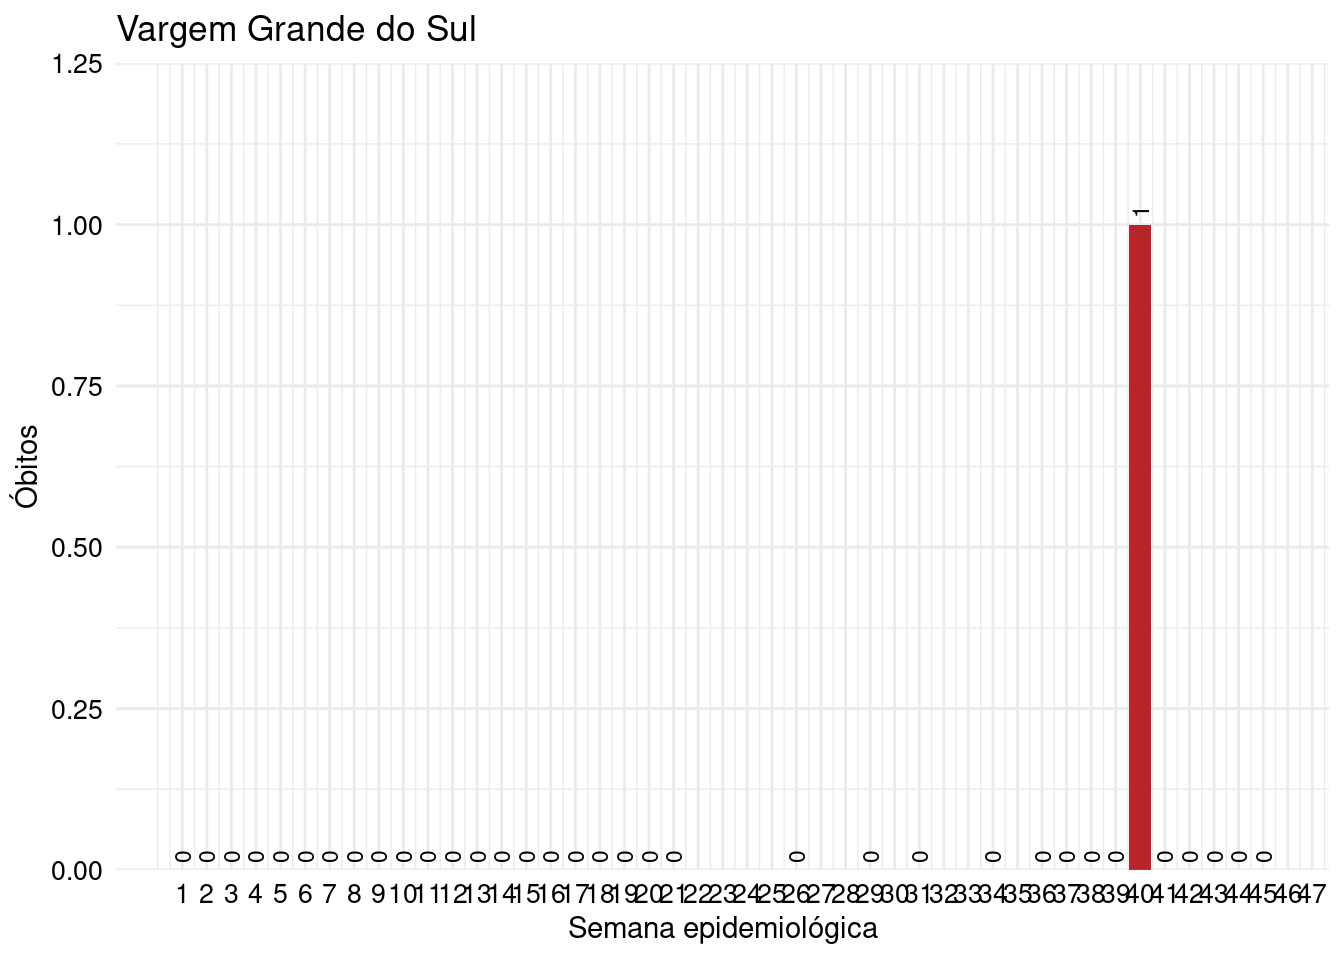 Vargem Grande do Sul
1.25
1.00
0.75
0.50
0.25
0.00
Óbitos
1
0 0 0 0 0 0 0 0 0 0 0 0 0 0 0 0 0 0 0 0 0 0 0 0 0 0 0 0 0 0 0 0 0 0
1 2 3 4 5 6 7 8 9 10 11 12 13 14 15 16 17 18 19 20 21 22 23 24 25 26 27 28 29 30 31 32 33 34 35 36 37 38 39 40 41 42 43 44 45 46 47
Semana epidemiológica